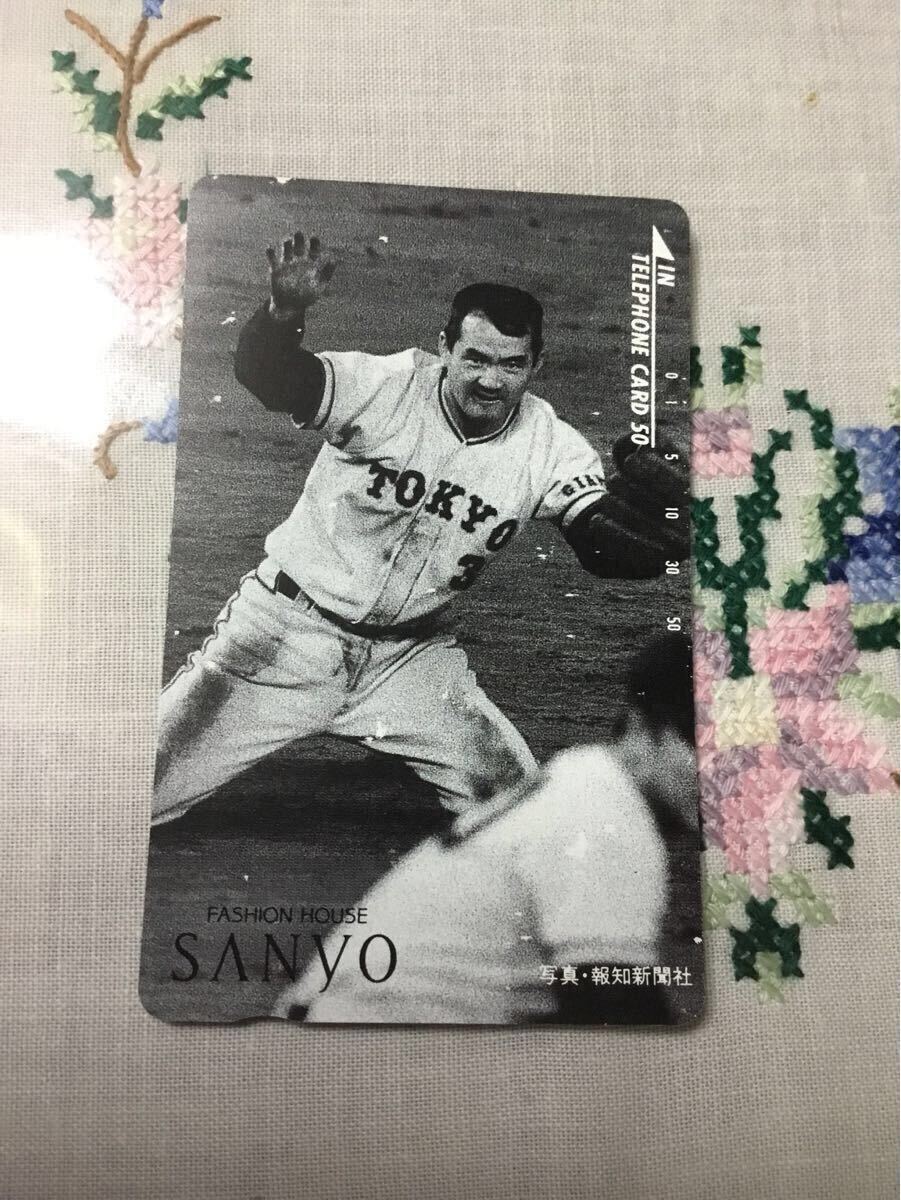 IN
TELEPHONE CARD 50
0 1 5 10 30 50
TOKYO
3
FASHION HOUSE
SANYO
写真・報知新聞社